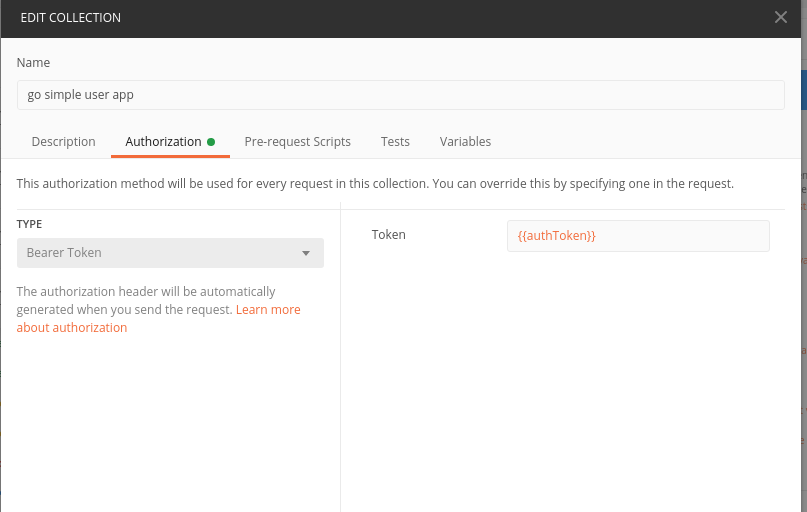 EDIT COLLECTION
Name
go simple user app
Description Authorization Pre-request Scripts Tests Variables
This authorization method will be used for every request in this collection. You can override this by specifying one in the request.
TYPE
Bearer Token
The authorization header will be automatically
generated when you send the request. Learn more
about authorization
Token
{{authToken}}